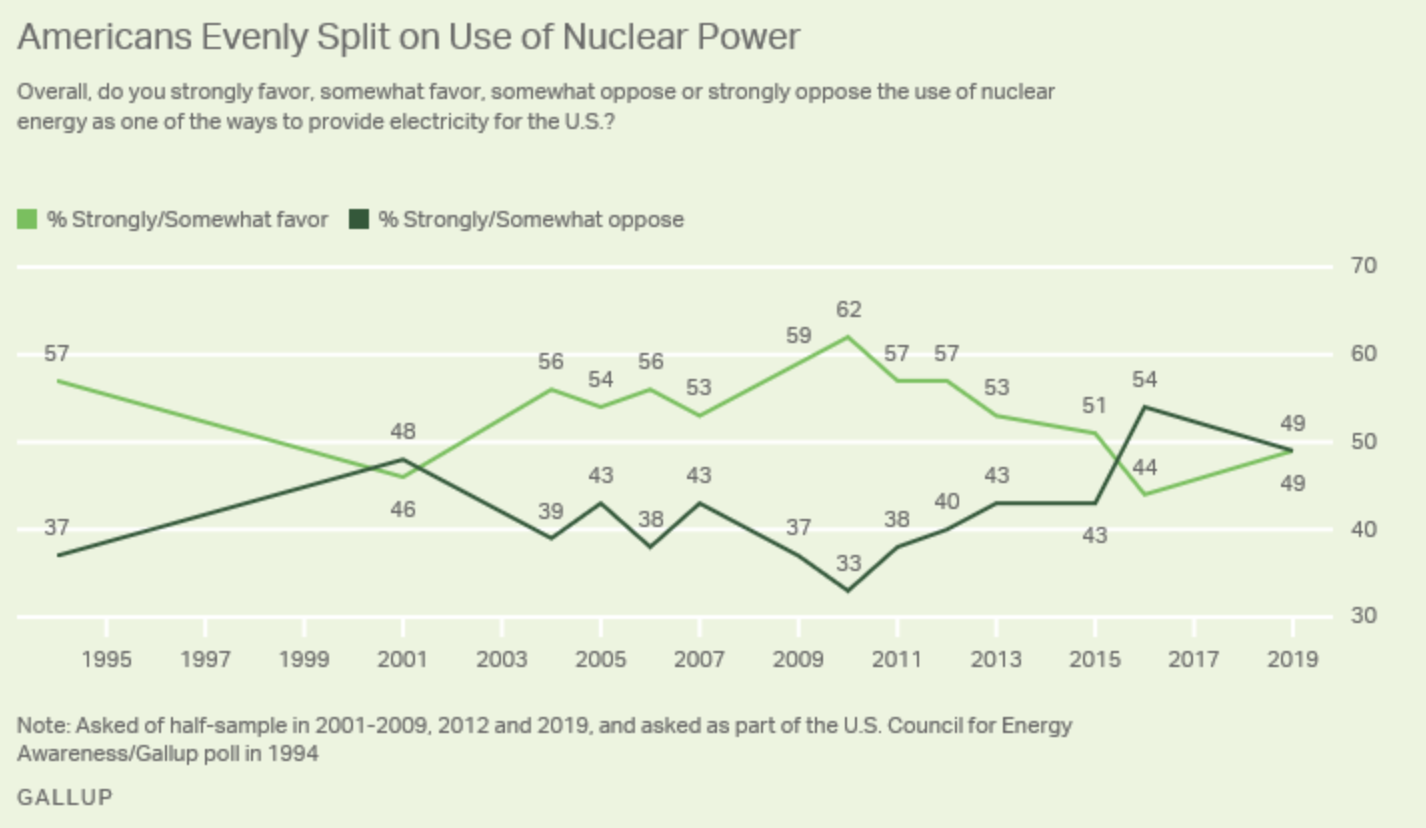 Americans Evenly Split on Use of Nuclear Power
Overall, do you strongly favor, somewhat favor, somewhat oppose or strongly oppose the use of nuclear
energy as one of the ways to provide electricity for the U.S.?
% Strongly/Somewhat favor % Strongly/Somewhat oppose
70
62
59
57 56 56 57 57 60
54 53 53 51 54
48 49 50
43 43 43 44
46 49
37 39 38 37 38 40 40
43
33
30
1995 1997 1999 2001 2003 2005 2007 2009 2011 2013 2015 2017 2019
Note: Asked of half-sample in 2001-2009, 2012 and 2019, and asked as part of the U.S. Council for Energy
Awareness/Gallup poll in 1994
GALLUP